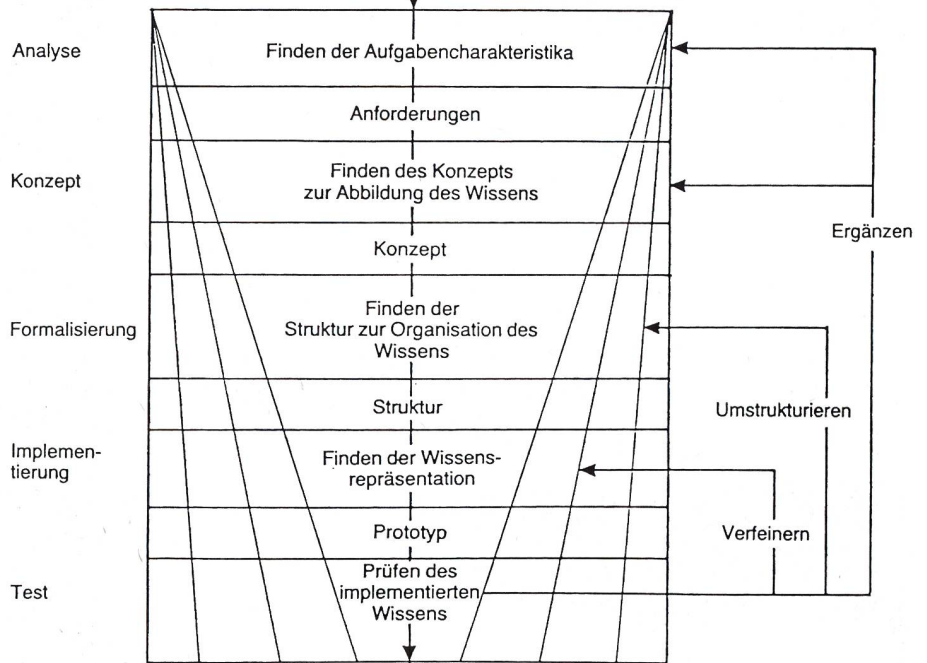 Analyse
Finden der Aufgabencharakteristika
Anforderungen
Konzept
Finden des Konzepts
zur Abbildung des Wissens
Ergänzen
Konzept
Formalisierung
Finden der
Struktur zur Organisation des
Wissens
Struktur
Umstrukturieren
Implemen-
tierung
Finden der Wissens-
repräsentation
Prototyp
Verfeinern
Test
Prüfen des
implementierten
Wissens